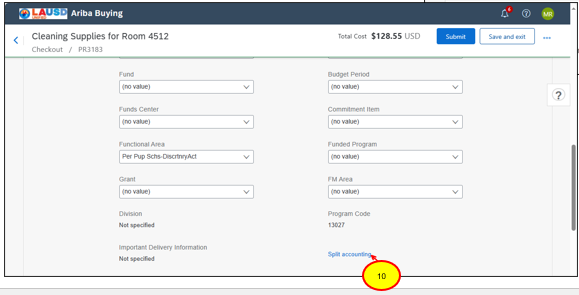 LAUSD Ariba Buying
MR
Cleaning Supplies for Room 4512
Total Cost $128.55 USD
Submit
Save and exit
Checkout / PR3183
Fund
Budget Period
(no value)
(no value)
?
Funds Center
Commitment Item
(no value)
(no value)
Functional Area
Funded Program
Per Pup Schs-DiscrtnryAct
(no value)
Grant
FM Area
(no value)
(no value)
Division
Program Code
Not specified
13027
Important Delivery Information
Split accounting
Not specified
10